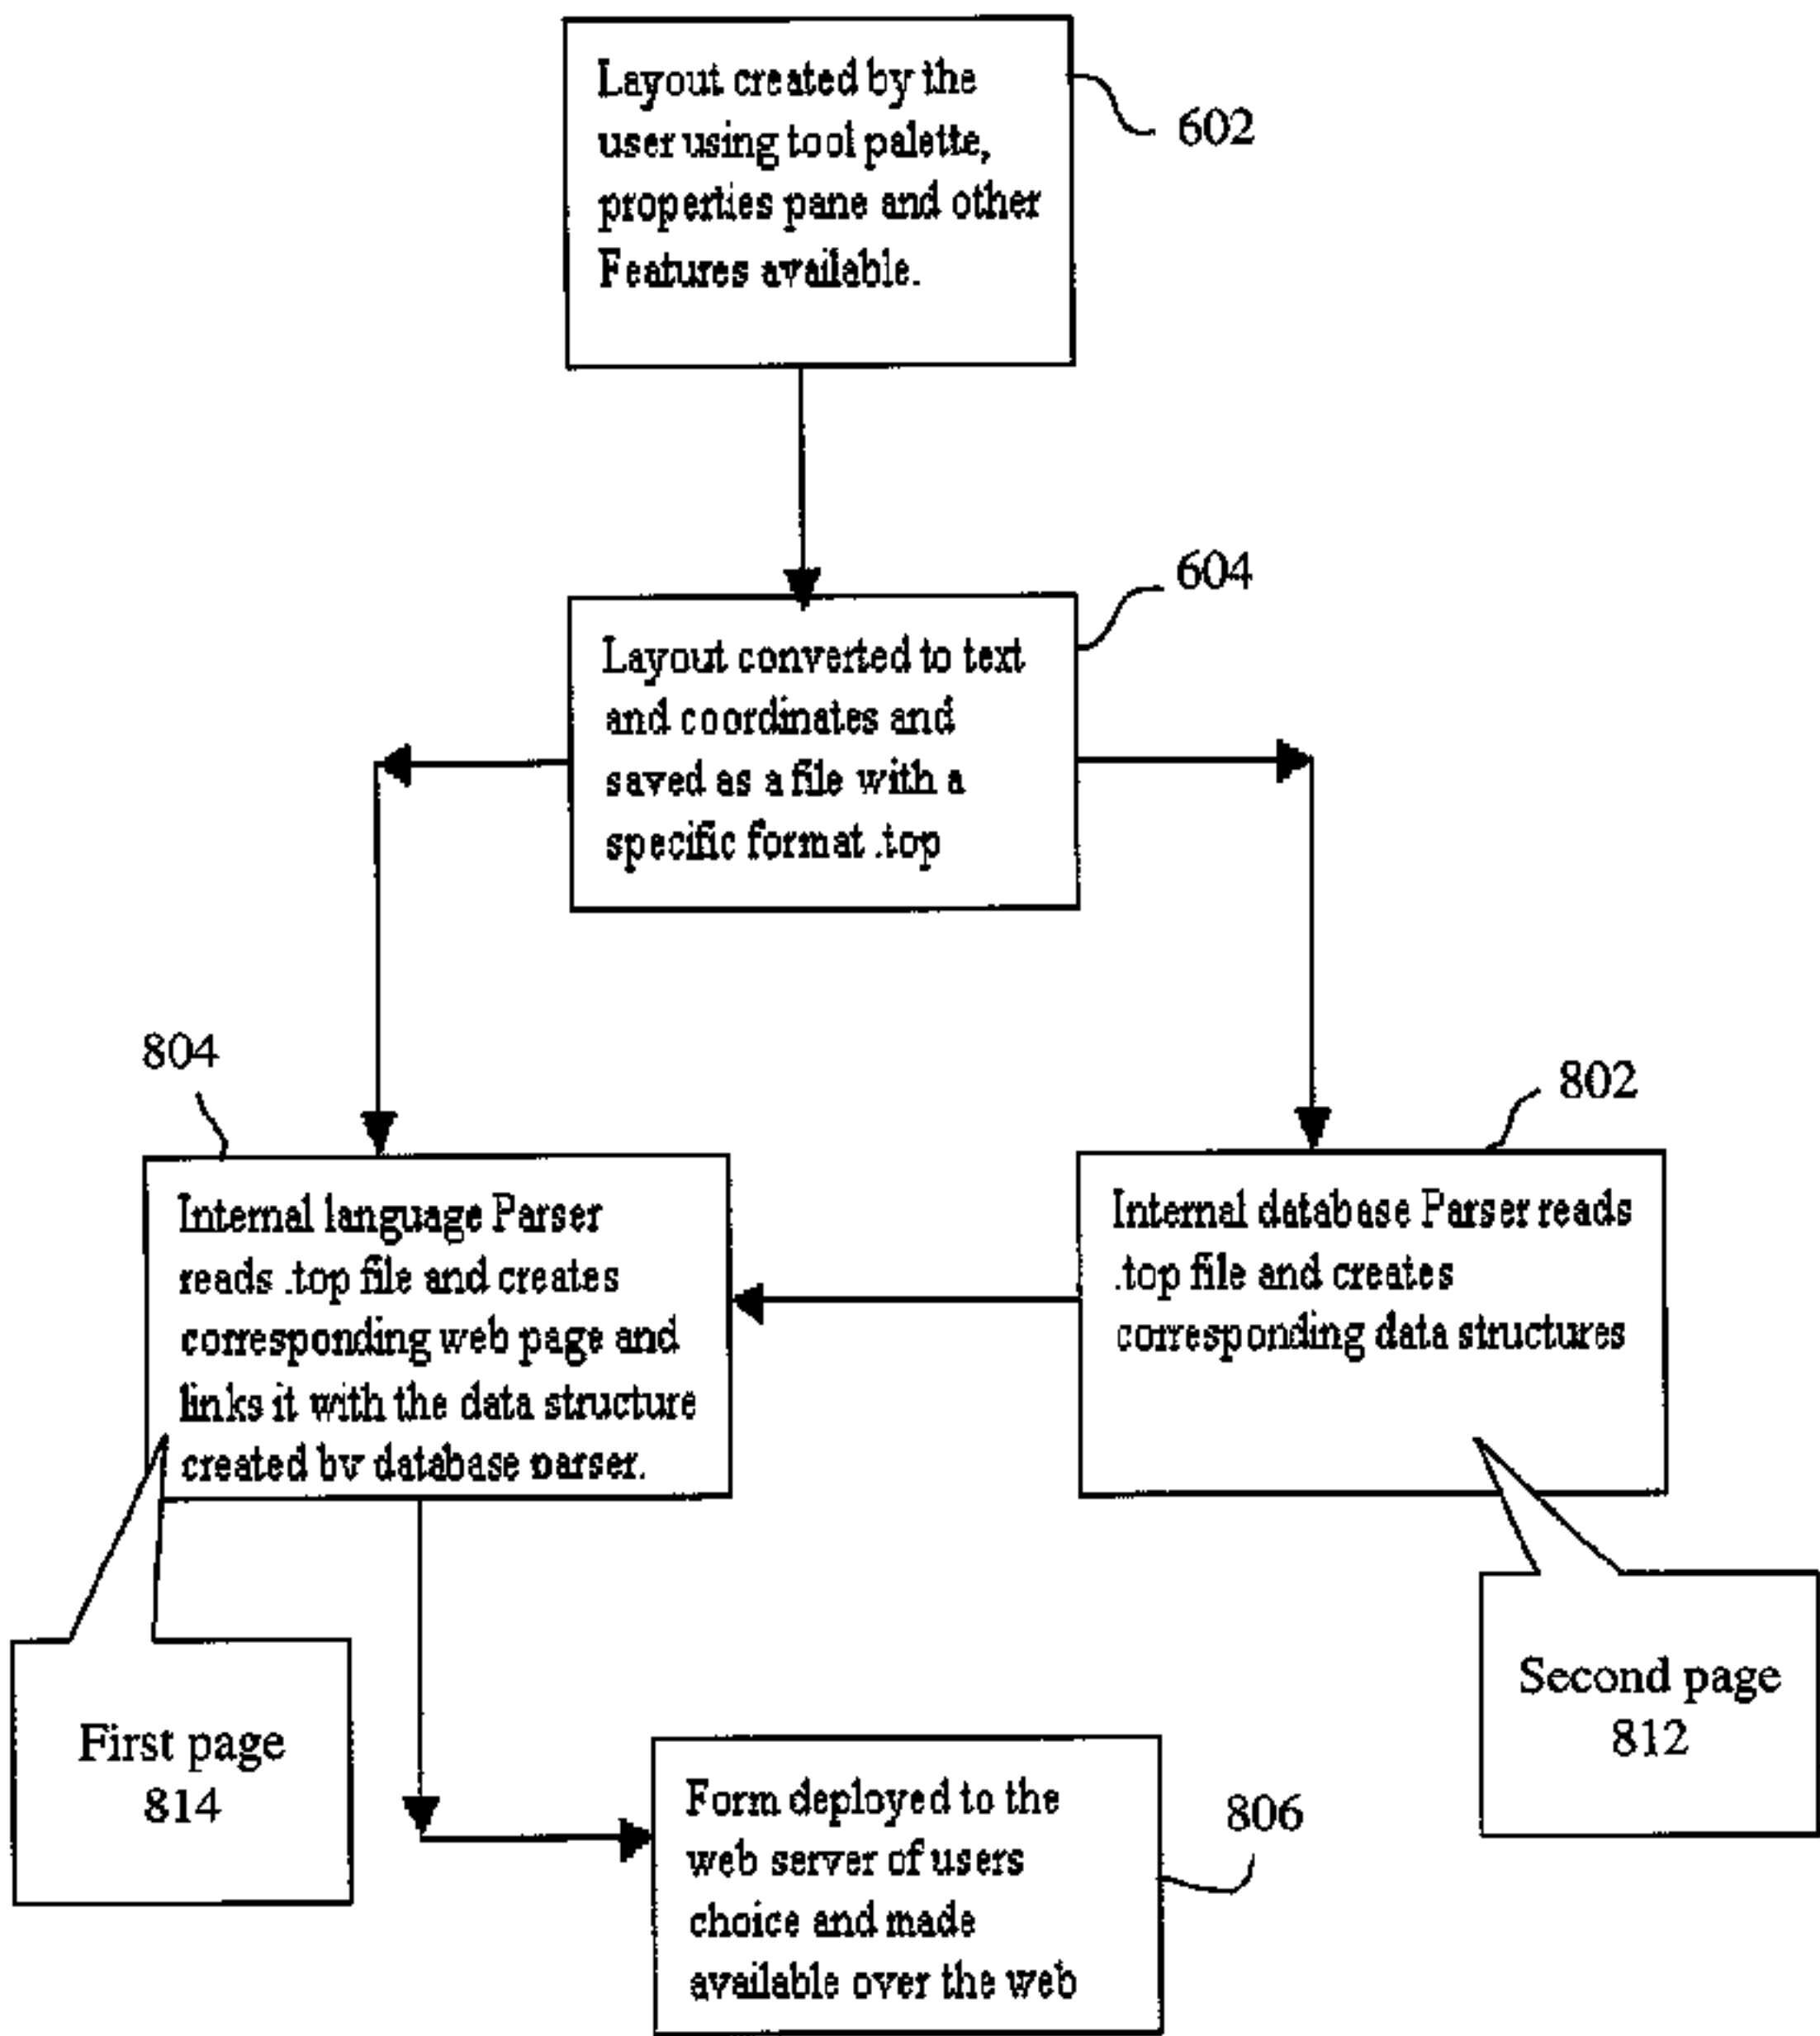 Layout created by the
user using tool palette,
properties pane and other
Features available.
602
604
Layout converted to text
and coordinates and
saved as a file with a
specific format .top
804
802
Internal language Parser
reads .top file and creates
corresponding web page and
links it with the data structure
created by database parser.
Internal database Parser reads
.top file and creates
corresponding data structures
First page
814
Second page
812
Form deployed to the
web server of users
choice and made
available over the web
806